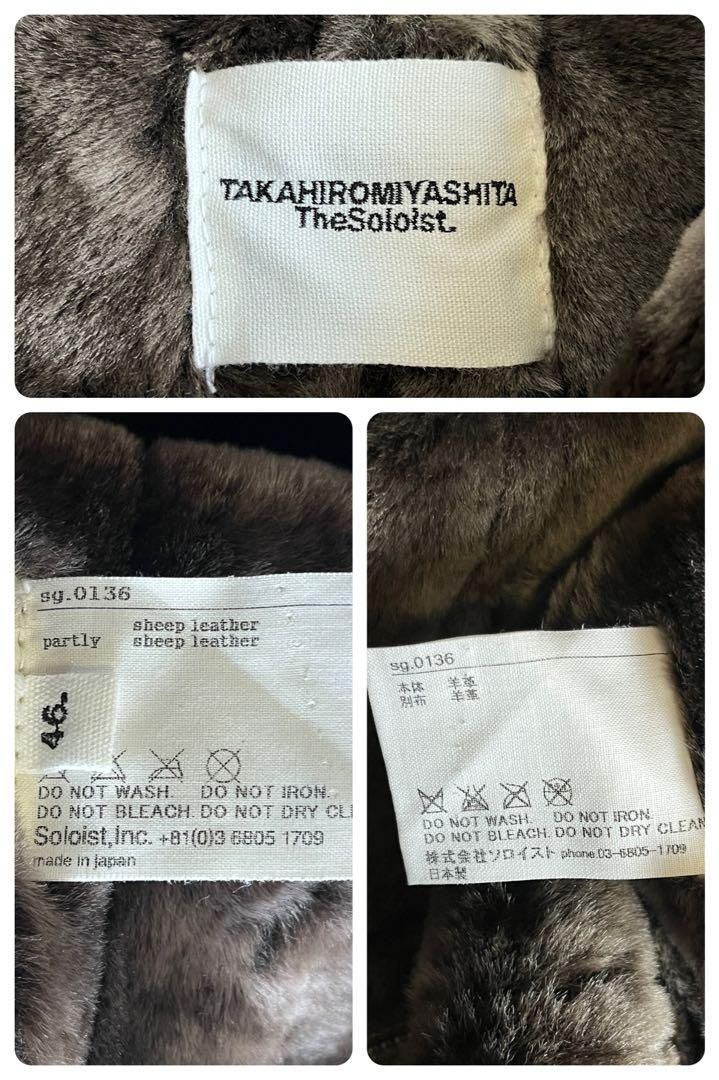 TAKAHIROMIYASHITA
TheSoloist.
sg.0136
sheep leather
partly sheep leather
46.
DO NOT WASH. DO NOT IRON.
DO NOT BLEACH. DO NOT DRY CL
Soloist,Inc. +81(0)3 6805 1709
made in japan
sg.0136
本体 羊革
別布 羊革
DO NOT WASH. DO NOT IRON.
DO NOT BLEACH. DO NOT DRY CLEAN
株式会社ソロイスト phone.03-6805-1709
日本製